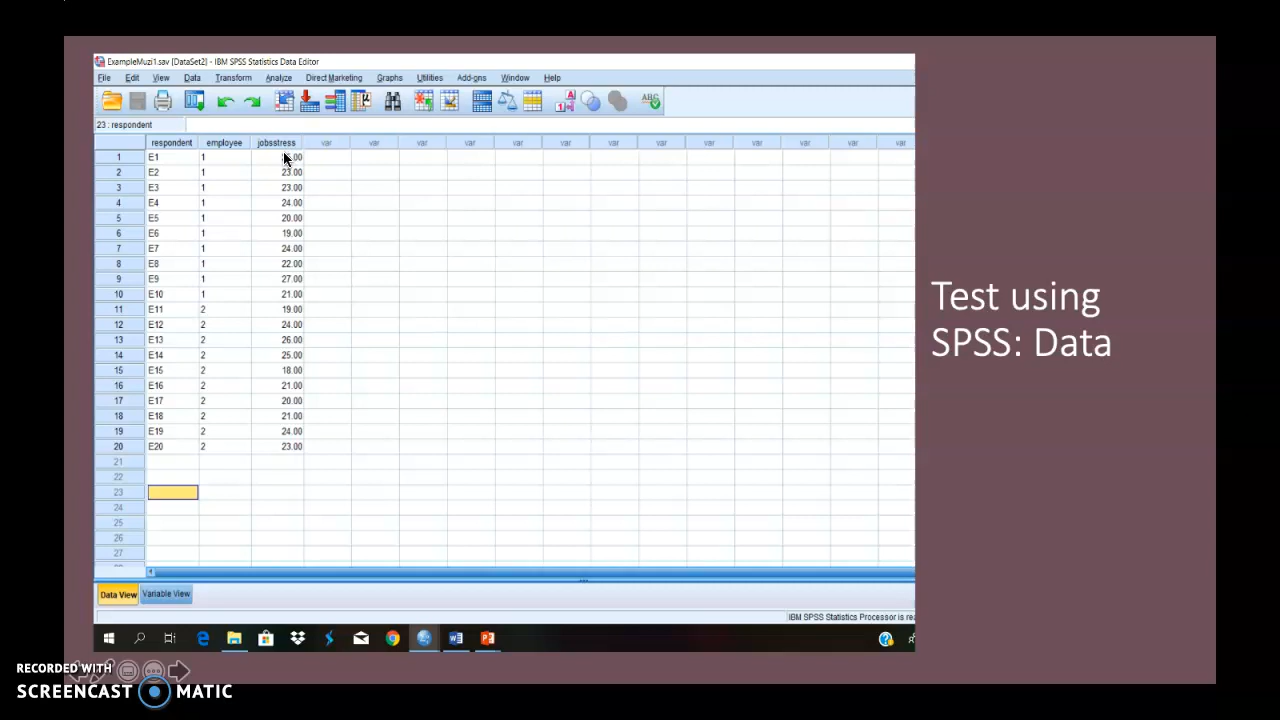 ExampleMuzi1.sav [DataSet2] - IBM SPSS Statistics Data Editor
File Edit View Data Transform Analyze Direct Marketing Graphs Utilities Add-ons Window Help
23 : respondent
respondent employee jobsstress var var var var var var var var var var var var var
1 E1 1
2 E2 1 23.00
3 E3 1 23.00
4 E4 1 24.00
5 E5 1 20.00
6 E6 1 19.00
7 E7 1 24.00
8 E8 1 22.00
9 E9 1 27.00
10 E10 1 21.00
11 E11 2 19.00
12 E12 2 24.00
13 E13 2 26.00
14 E14 2 25.00
15 E15 2 18.00
16 E16 2 21.00
17 E17 2 20.00
18 E18 2 21.00
19 E19 2 24.00
20 E20 2 23.00
21
22
23
24
25
26
27
Data View Variable View
IBM SPSS Statistics Processor is
Test using
SPSS: Data
RECORDED WITH
SCREENCAST MATIC